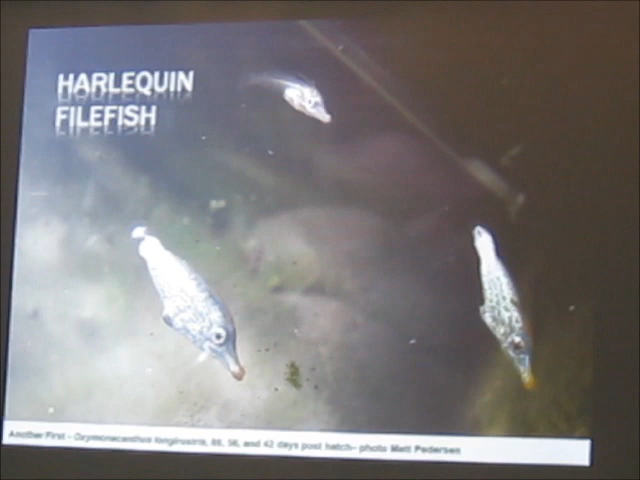 HARLEQUIN
FILEFISH
Another First – Oxymonacanthus longirostris, 88, 56, and 42 days post hatch– photo Matt Pedersen